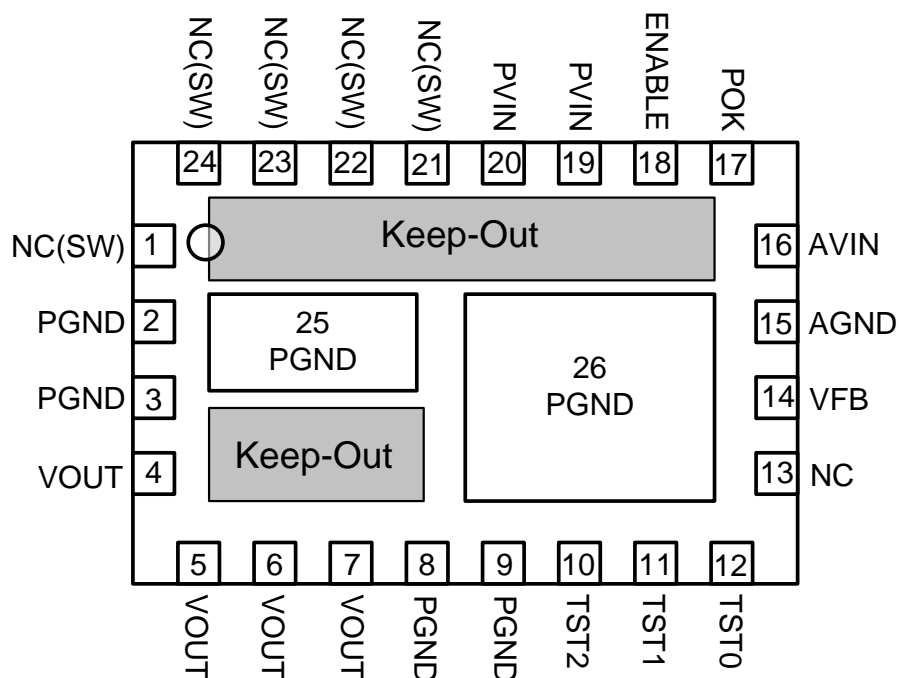 NC(SW)
NC(SW)
NC(SW)
NC(SW)
PVIN
PVIN
ENABLE
POK
24
23
22
21
20
19
18
17
NC(SW)
1
Keep-Out
16
AVIN
PGND
2
25
PGND
15
AGND
PGND
3
26
PGND
14
VFB
VOUT
4
Keep-Out
13
NC
5
6
7
8
9
10
11
12
VOUT
VOUT
VOUT
PGND
PGND
TST2
TST1
TST0